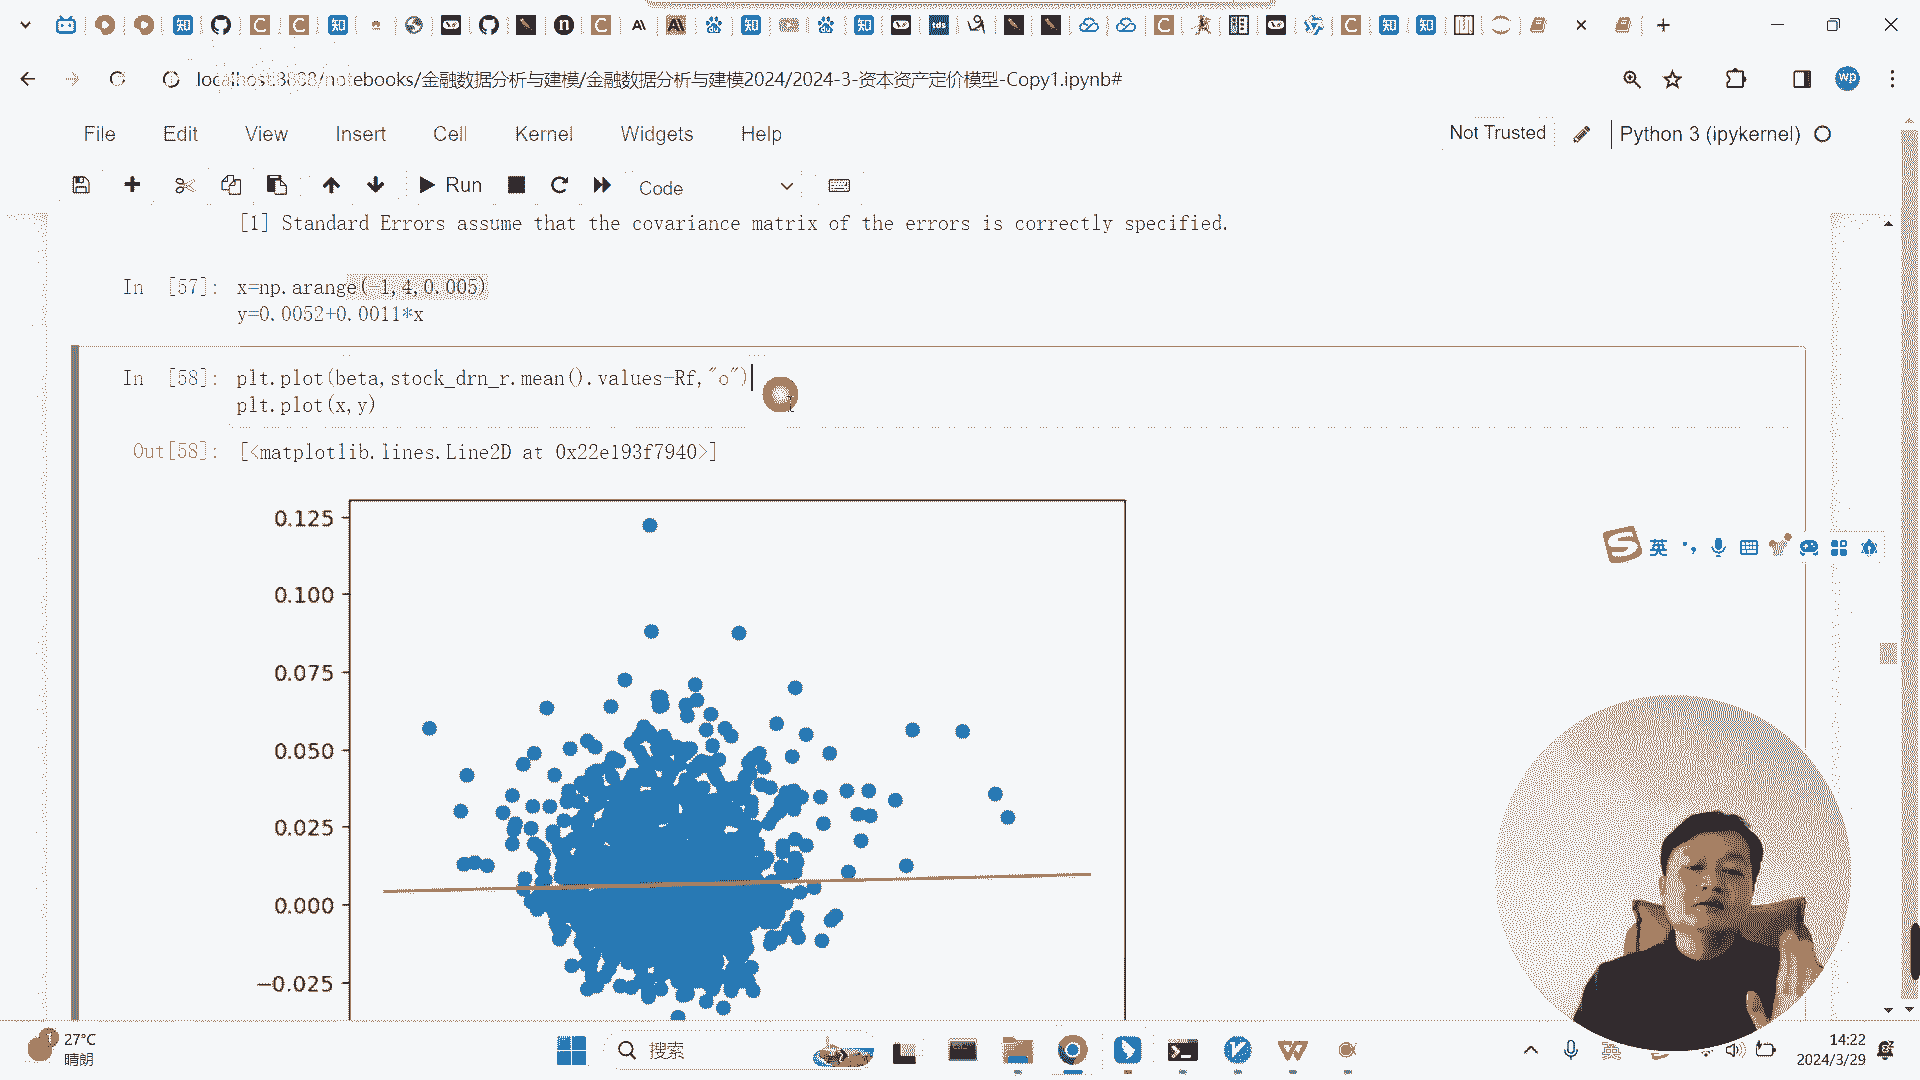 localhost:8888/notebooks/金融数据分析与建模/金融数据分析与建模2024/2024-3-资本资产定价模型-Copy1.ipynb#
wp
File Edit View Insert Cell Kernel Widgets Help
Not Trusted
Python 3 (ipykernel)
Run
Code
[1] Standard Errors assume that the covariance matrix of the errors is correctly specified.
In [57]: x=np.arange(-1,4,0.005)
y=0.0052+0.0011*x
In [58]: plt.plot(beta,stock_drn_r.mean().values-Rf,"o")
plt.plot(x,y)
Out[58]: [<matplotlib.lines.Line2D at 0x22e193f7940>]
0.125
0.100
0.075
0.050
0.025
0.000
−0.025
英
27°C
晴朗
搜索
英
14:22
2024/3/29